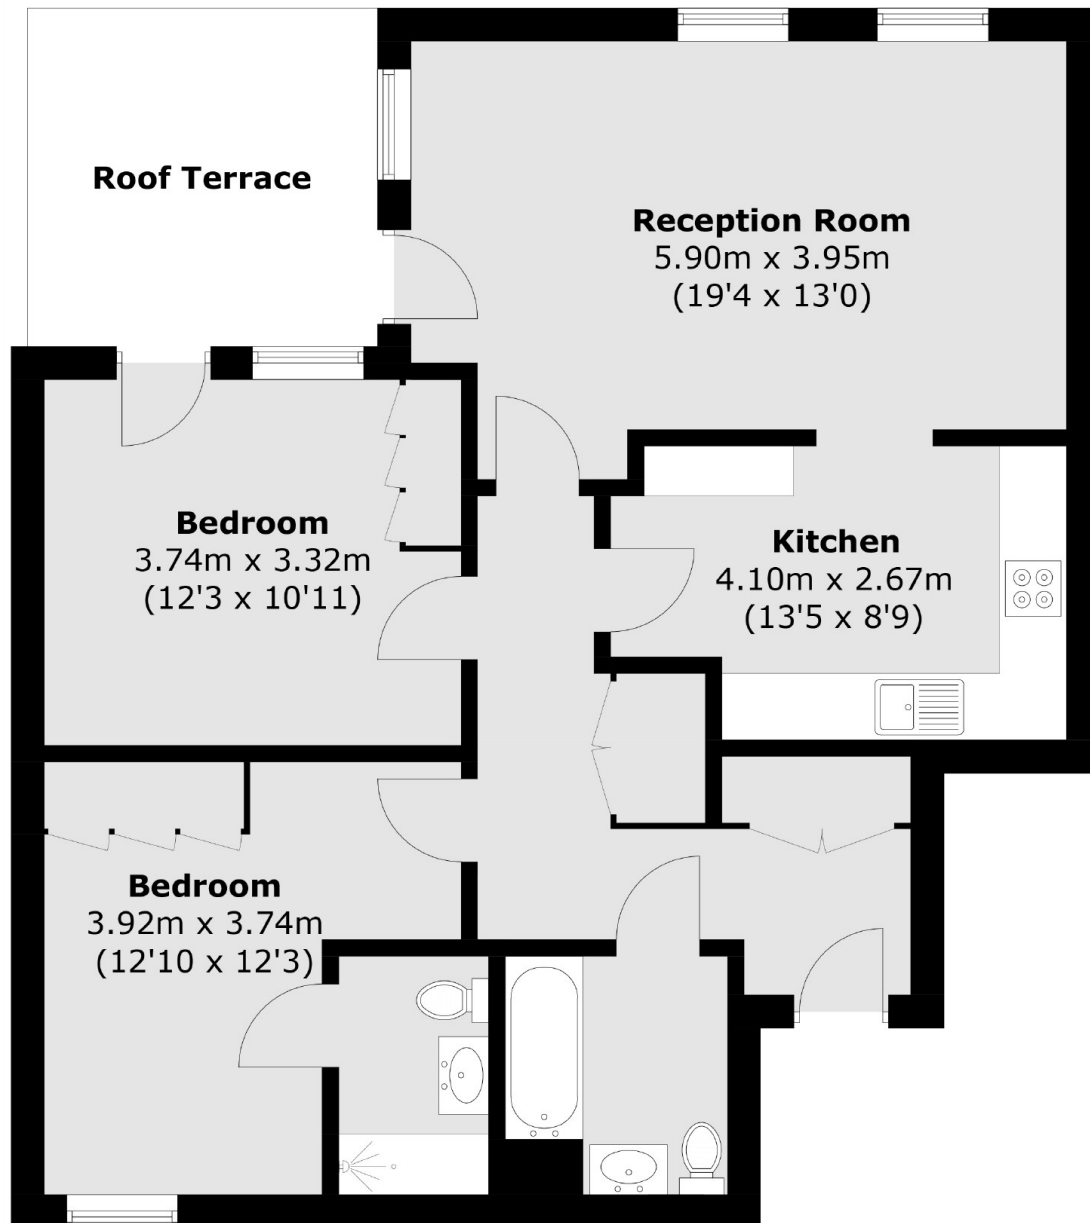 Roof Terrace
Reception Room
5.90m x 3.95m
(19'4 x 13'0)
Bedroom
3.74m x 3.32m
(12'3 x 10'11)
Kitchen
4.10m x 2.67m
(13'5 x 8'9)
Bedroom
3.92m x 3.74m
(12'10 x 12'3)